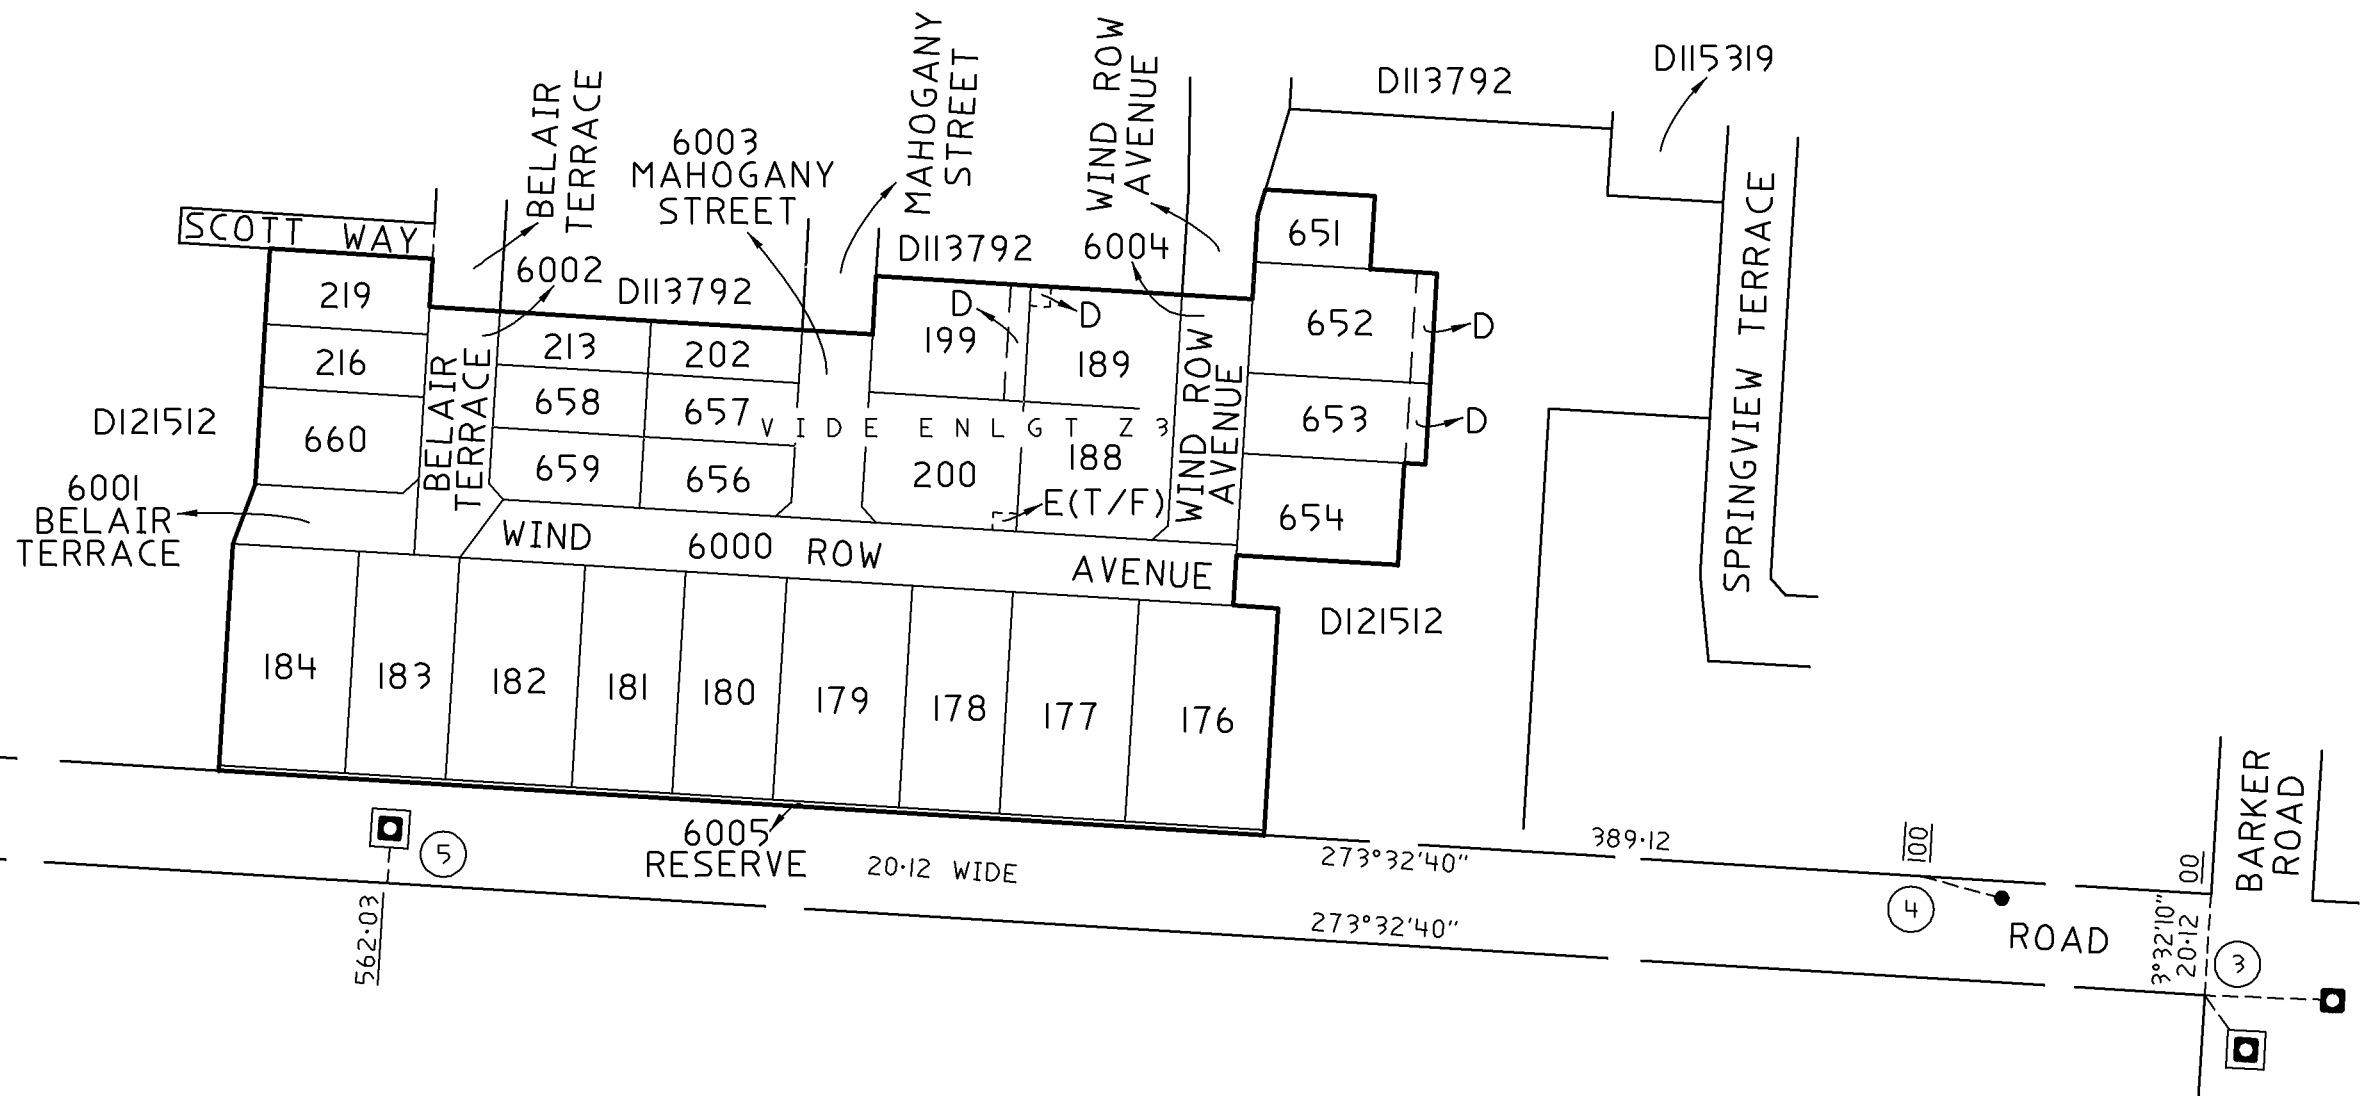 D115319
D113792
WIND ROW
AVENUE
MAHOGANY
STREET
BELAIR
TERRACE
6003
MAHOGANY
STREET
SCOTT WAY
D113792
6004
651
6002
D113792
219
D
D
199
189
652
D
213
202
216
658
657
653
D
D121512
660
BELAIR
TERRACE
VIDE ENLGT Z3
WIND ROW
AVENUE
SPRINGVIEW TERRACE
659
656
200
188
E(T/F)
654
6001
BELAIR
TERRACE
WIND 6000 ROW AVENUE
D121512
184
183
182
181
180
179
178
177
176
6005
RESERVE
20·12 WIDE
273°32'40"
389·12
100
00
BARKER
ROAD
5
562·03
4
273°32'40"
ROAD
3°32'10"
20·12
3